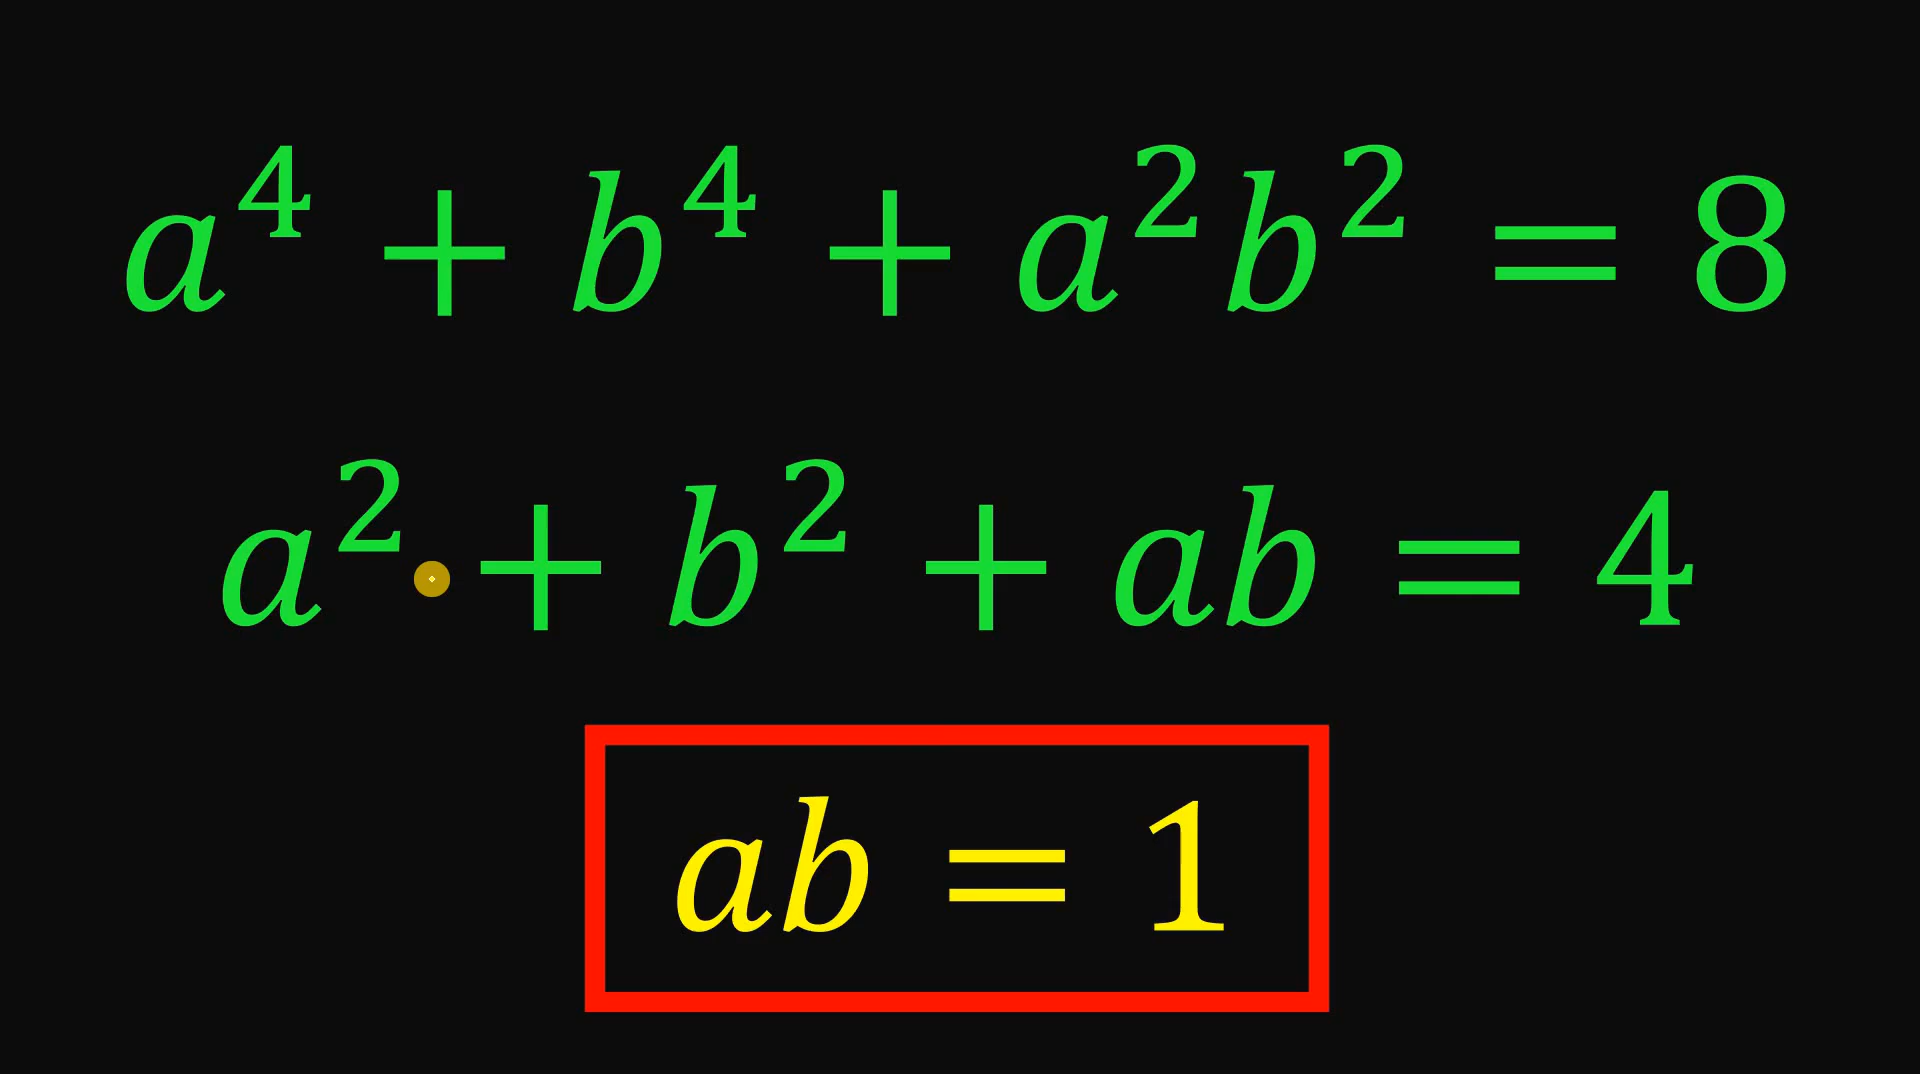 a⁴ + b⁴ + a²b² = 8
a² + b² + ab = 4
ab = 1